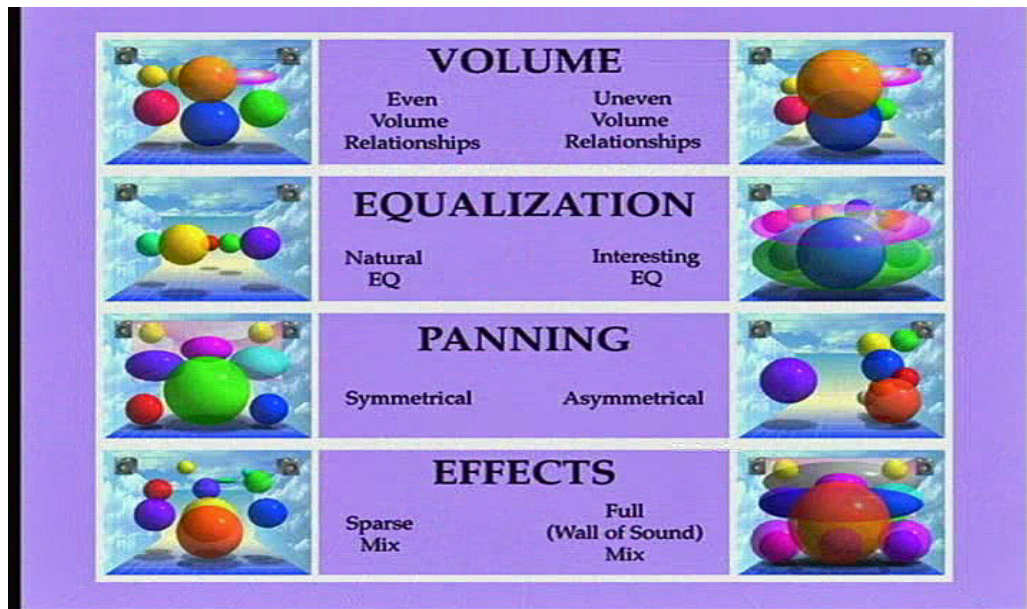 VOLUME
Even
Volume
Relationships
Uneven
Volume
Relationships
EQUALIZATION
Natural
EQ
Interesting
EQ
PANNING
Symmetrical
Asymmetrical
EFFECTS
Sparse
Mix
Full
(Wall of Sound)
Mix